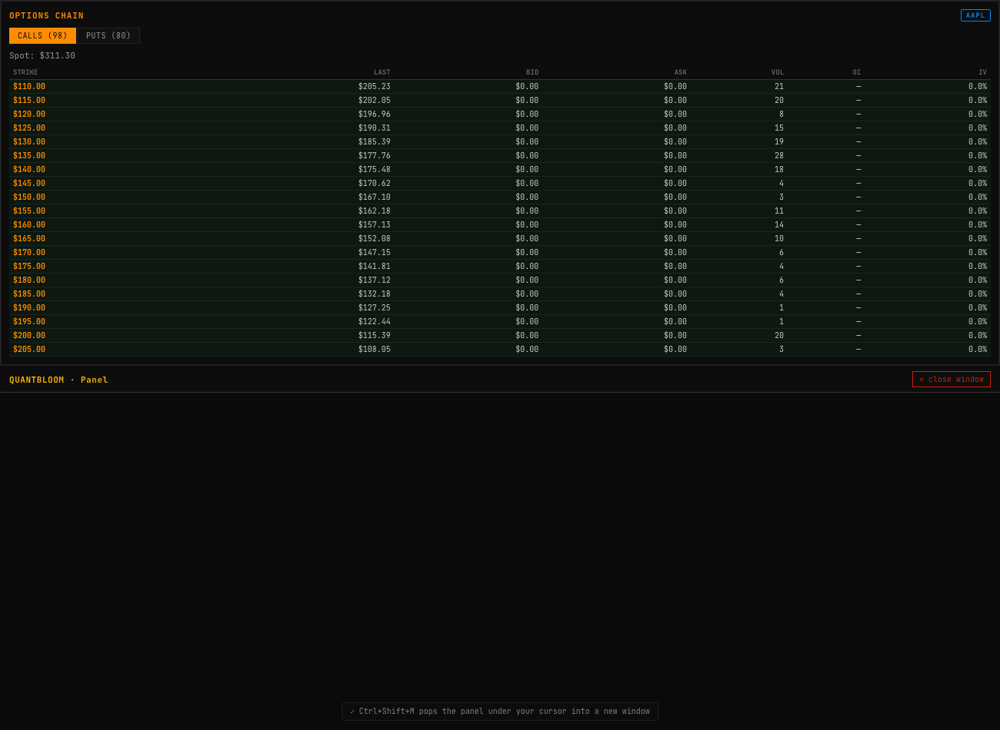 OPTIONS CHAIN AAPL
CALLS (98) PUTS (80)
Spot: $311.30
STRIKE LAST BID ASK VOL OI IV
$110.00 $205.23 $0.00 $0.00 21 — 0.0%
$115.00 $202.05 $0.00 $0.00 20 — 0.0%
$120.00 $196.96 $0.00 $0.00 8 — 0.0%
$125.00 $190.31 $0.00 $0.00 15 — 0.0%
$130.00 $185.39 $0.00 $0.00 19 — 0.0%
$135.00 $177.76 $0.00 $0.00 28 — 0.0%
$140.00 $175.48 $0.00 $0.00 18 — 0.0%
$145.00 $170.62 $0.00 $0.00 4 — 0.0%
$150.00 $167.10 $0.00 $0.00 3 — 0.0%
$155.00 $162.18 $0.00 $0.00 11 — 0.0%
$160.00 $157.13 $0.00 $0.00 14 — 0.0%
$165.00 $152.08 $0.00 $0.00 10 — 0.0%
$170.00 $147.15 $0.00 $0.00 6 — 0.0%
$175.00 $141.81 $0.00 $0.00 4 — 0.0%
$180.00 $137.12 $0.00 $0.00 6 — 0.0%
$185.00 $132.18 $0.00 $0.00 4 — 0.0%
$190.00 $127.25 $0.00 $0.00 1 — 0.0%
$195.00 $122.44 $0.00 $0.00 1 — 0.0%
$200.00 $115.39 $0.00 $0.00 20 — 0.0%
$205.00 $108.05 $0.00 $0.00 3 — 0.0%
QUANTBLOOM · Panel × close window
⤢ Ctrl+Shift+M pops the panel under your cursor into a new window